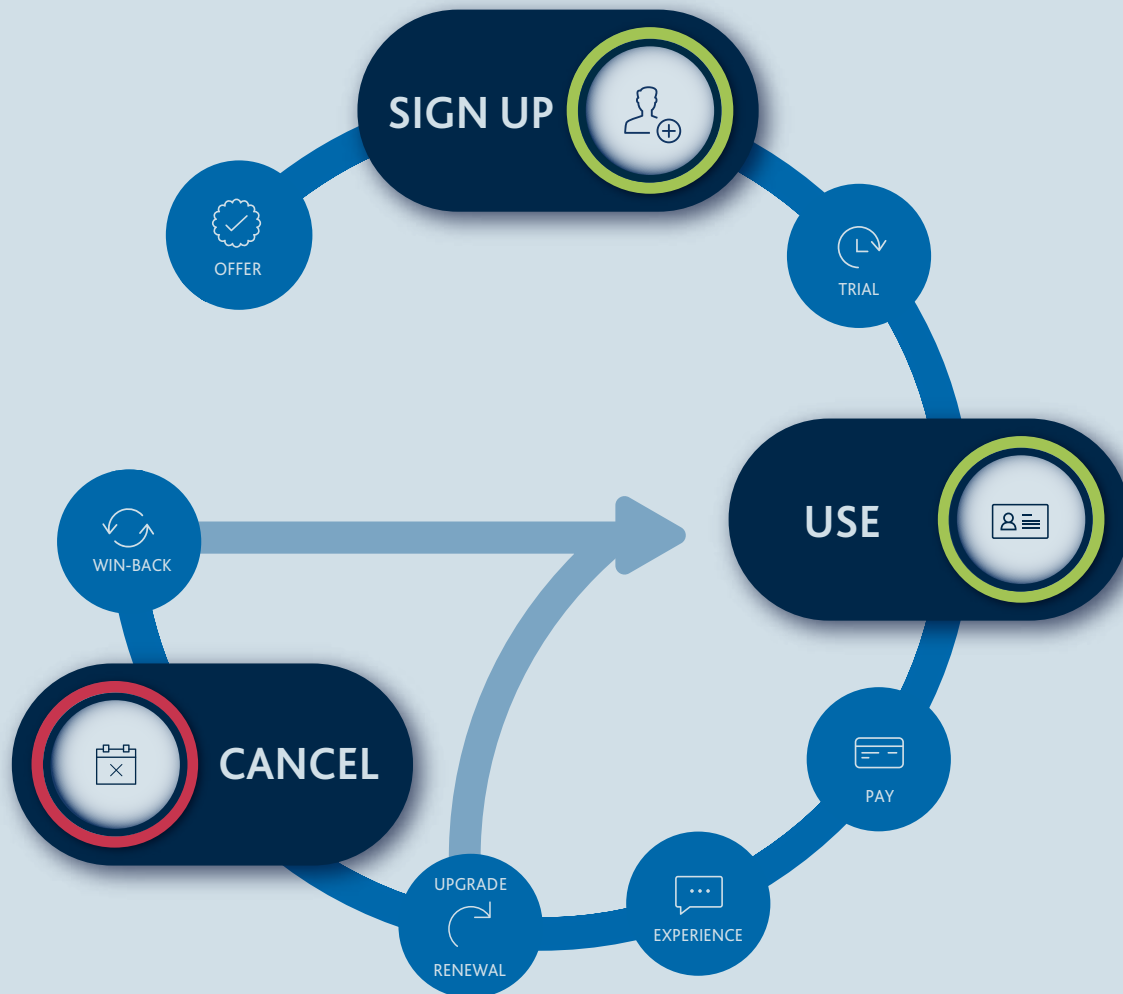 SIGN UP
OFFER
TRIAL
USE
WIN-BACK
CANCEL
PAY
UPGRADE
RENEWAL
EXPERIENCE